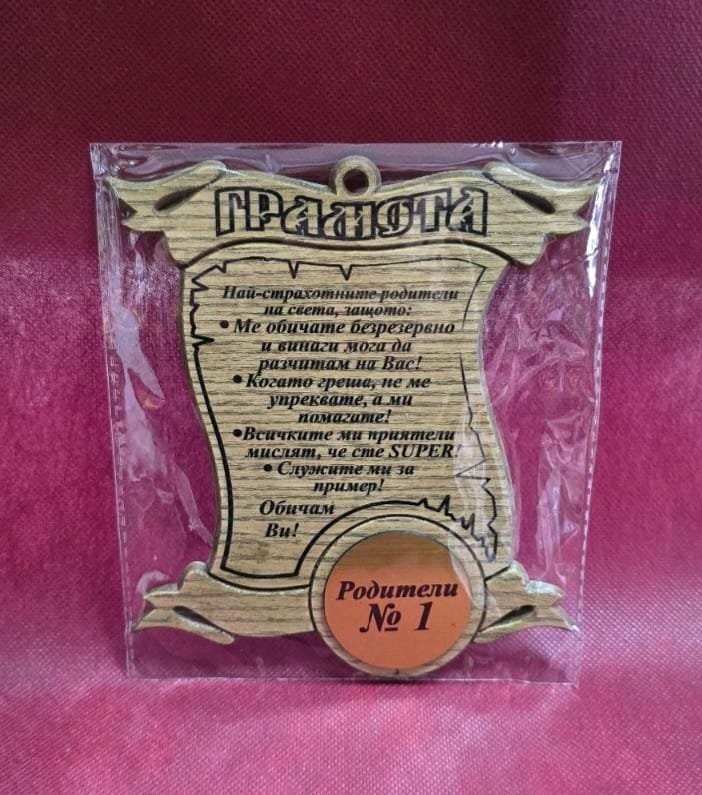 ГРАМОТА
Най-страхотните родители
на света, защото:
• Ме обичате безрезервно
и винаги мога да
разчитам на Вас!
• Когато греша, не ме
упреквате, а ми
помагате!
• Всичките ми приятели
мислят, че сте SUPER!
• Служите ми за
пример!
Обичам
Ви!
Родители
№ 1